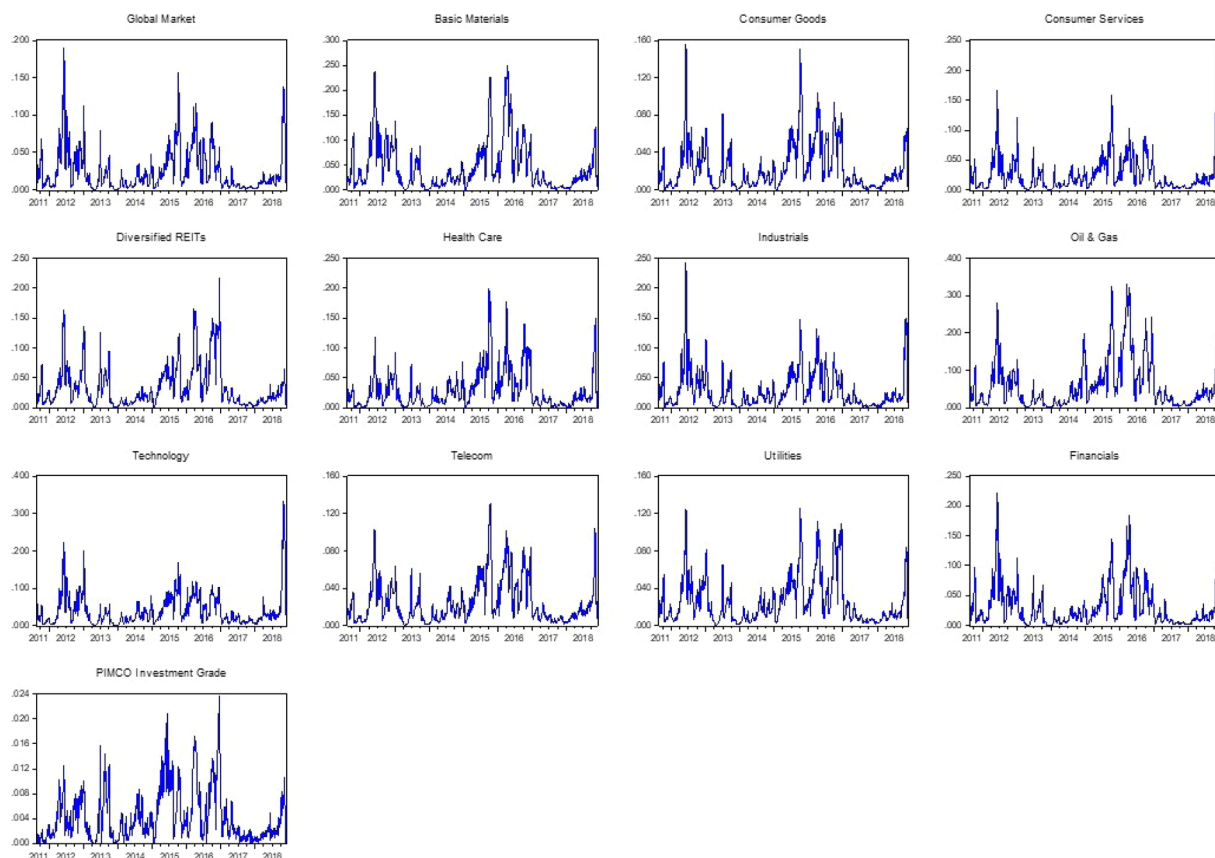 Global Market
.200
.150
.100
.050
.000
2011 2012 2013 2014 2015 2016 2017 2018
Basic Materials
.300
.250
.200
.150
.100
.050
.000
2011 2012 2013 2014 2015 2016 2017 2018
Consumer Goods
.160
.120
.080
.040
.000
2011 2012 2013 2014 2015 2016 2017 2018
Consumer Services
.250
.200
.150
.100
.050
.000
2011 2012 2013 2014 2015 2016 2017 2018
Diversified REITs
.250
.200
.150
.100
.050
.000
2011 2012 2013 2014 2015 2016 2017 2018
Health Care
.250
.200
.150
.100
.050
.000
2011 2012 2013 2014 2015 2016 2017 2018
Industrials
.250
.200
.150
.100
.050
.000
2011 2012 2013 2014 2015 2016 2017 2018
Oil & Gas
.400
.300
.200
.100
.000
2011 2012 2013 2014 2015 2016 2017 2018
Technology
.400
.300
.200
.100
.000
2011 2012 2013 2014 2015 2016 2017 2018
Telecom
.160
.120
.080
.040
.000
2011 2012 2013 2014 2015 2016 2017 2018
Utilities
.160
.120
.080
.040
.000
2011 2012 2013 2014 2015 2016 2017 2018
Financials
.250
.200
.150
.100
.050
.000
2011 2012 2013 2014 2015 2016 2017 2018
PIMCO Investment Grade
.024
.020
.016
.012
.008
.004
.000
2011 2012 2013 2014 2015 2016 2017 2018